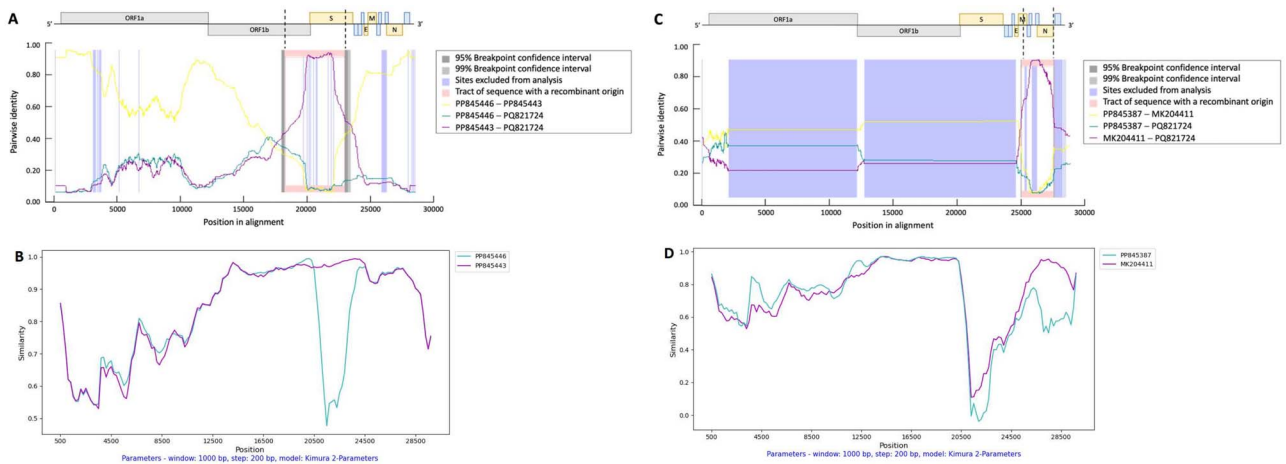 A
5'
ORF1a
ORF1b
S
E
M
N
3'
1.00
0.80
0.60
0.40
0.20
0.00
Pairwise identity
0
5000
10000
15000
20000
25000
30000
Position in alignment
95% Breakpoint confidence interval
99% Breakpoint confidence interval
Sites excluded from analysis
Tract of sequence with a recombinant origin
PP845446 – PP845443
PP845446 – PQ821724
PP845443 – PQ821724
B
1.0
0.9
0.8
0.7
0.6
0.5
Similarity
500
4500
8500
12500
16500
20500
24500
28500
Position
Parameters - window: 1000 bp, step: 200 bp, model: Kimura 2-Parameters
PP845446
PP845443
C
5'
ORF1a
ORF1b
S
E
M
N
3'
1.00
0.80
0.60
0.40
0.20
0.00
Pairwise identity
0
5000
10000
15000
20000
25000
30000
Position in alignment
95% Breakpoint confidence interval
99% Breakpoint confidence interval
Sites excluded from analysis
Tract of sequence with a recombinant origin
PP845387 – MK204411
PP845387 – PQ821724
MK204411 – PQ821724
D
1.0
0.8
0.6
0.4
0.2
0.0
Similarity
500
4500
8500
12500
16500
20500
24500
28500
Position
Parameters - window: 1000 bp, step: 200 bp, model: Kimura 2-Parameters
PP845387
MK204411